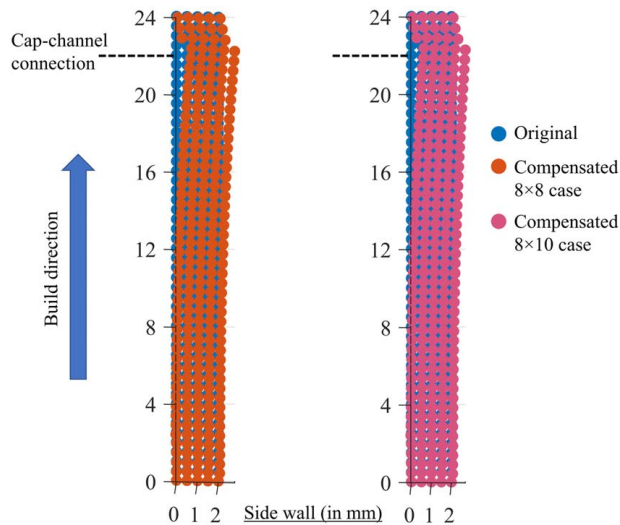 24
20
16
12
8
4
0
0 1 2
Cap-channel
connection
Build direction
Side wall (in mm)
24
20
16
12
8
4
0
0 1 2
Original
Compensated
8×8 case
Compensated
8×10 case